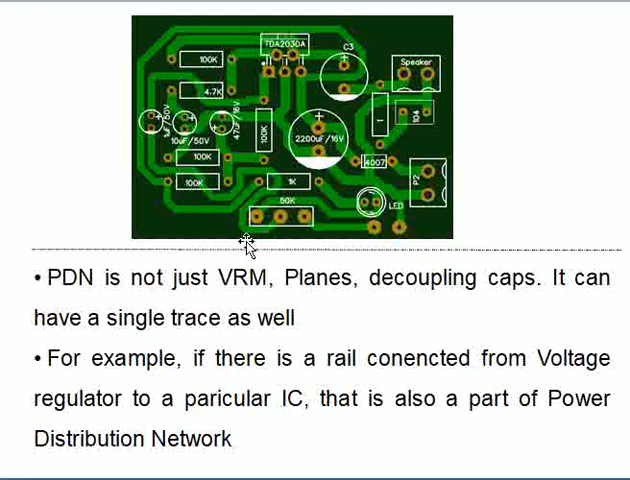 TDA2030A
C3
100K
Speaker
4.7K
1uF/50V
47uF/16V
1
104
10uF/50V
100K
2200uF/16V
100K
4007
P2
100K
1K
50K
LED
• PDN is not just VRM, Planes, decoupling caps. It can
have a single trace as well
• For example, if there is a rail conencted from Voltage
regulator to a paricular IC, that is also a part of Power
Distribution Network